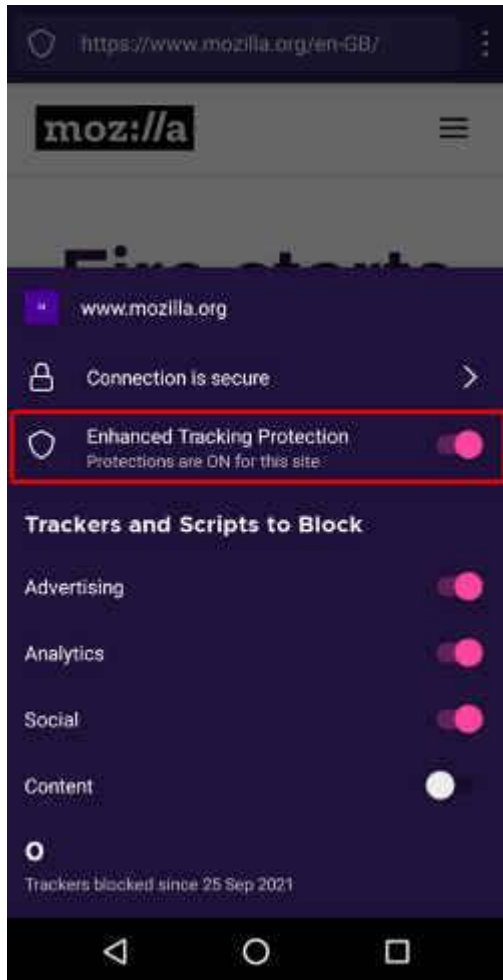 https://www.mozilla.org/en-GB/
moz://a
Fire starts
www.mozilla.org
Connection is secure
Enhanced Tracking Protection
Protections are ON for this site
Trackers and Scripts to Block
Advertising
Analytics
Social
Content
0
Trackers blocked since 25 Sep 2021